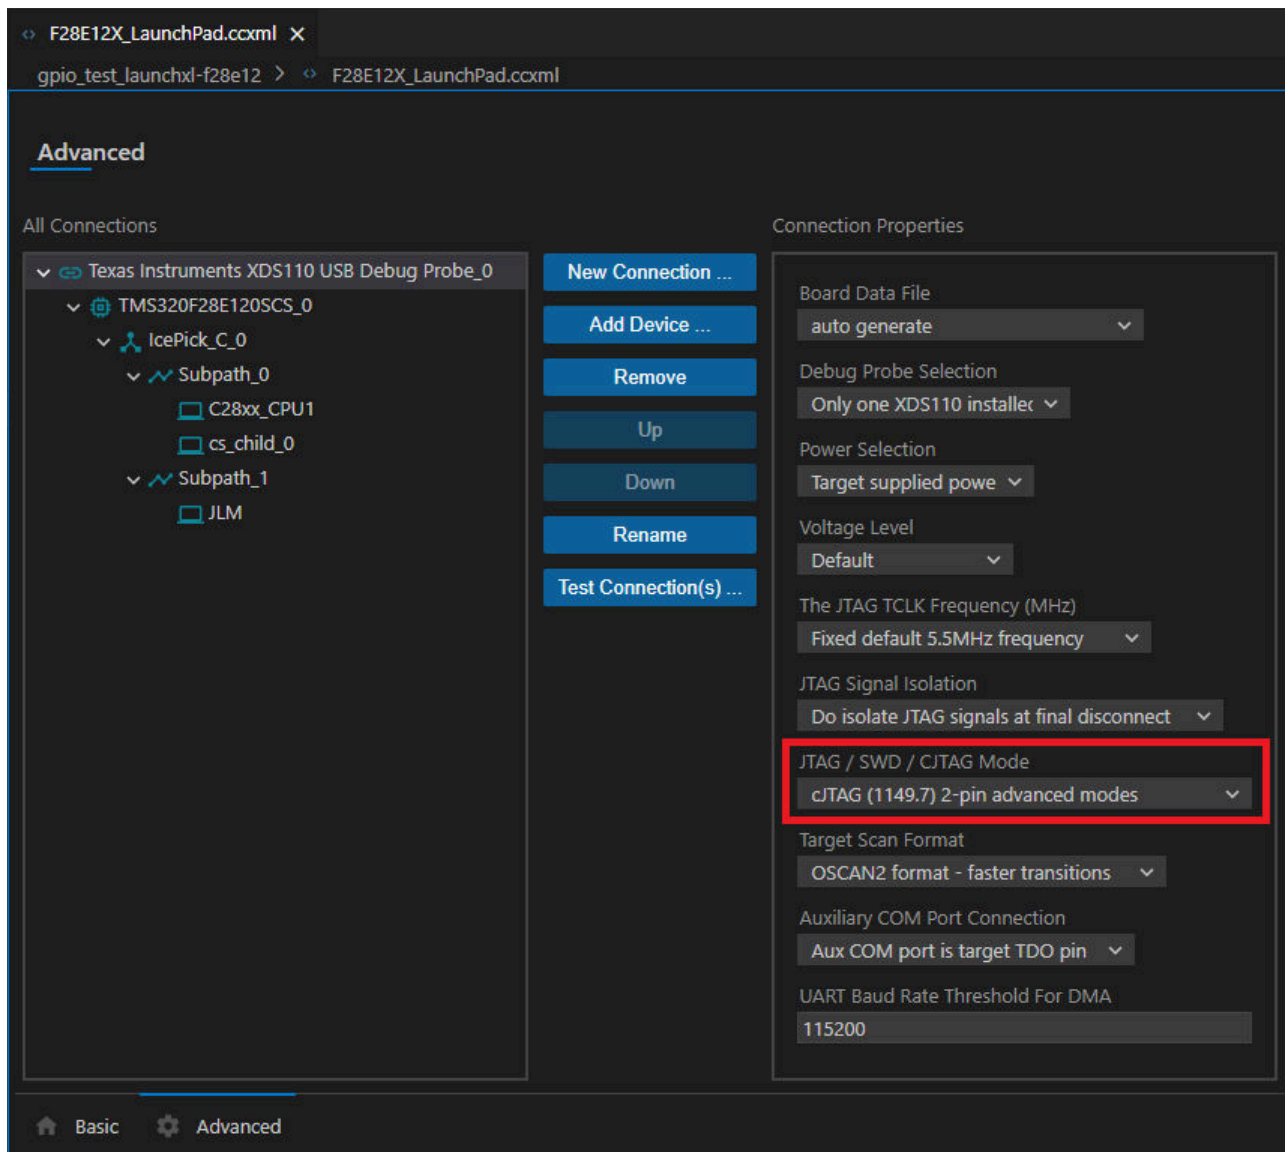 F28E12X_LaunchPad.ccxml
gpio_test_launchxl-f28e12 > F28E12X_LaunchPad.ccxml
Advanced
All Connections
Texas Instruments XDS110 USB Debug Probe_0
TMS320F28E120SCS_0
IcePick_C_0
Subpath_0
C28xx_CPU1
cs_child_0
Subpath_1
JLM
New Connection ...
Add Device ...
Remove
Up
Down
Rename
Test Connection(s) ...
Connection Properties
Board Data File
auto generate
Debug Probe Selection
Only one XDS110 installed
Power Selection
Target supplied powe
Voltage Level
Default
The JTAG TCLK Frequency (MHz)
Fixed default 5.5MHz frequency
JTAG Signal Isolation
Do isolate JTAG signals at final disconnect
JTAG / SWD / CJTAG Mode
cJTAG (1149.7) 2-pin advanced modes
Target Scan Format
OSCAN2 format - faster transitions
Auxiliary COM Port Connection
Aux COM port is target TDO pin
UART Baud Rate Threshold For DMA
115200
Basic
Advanced